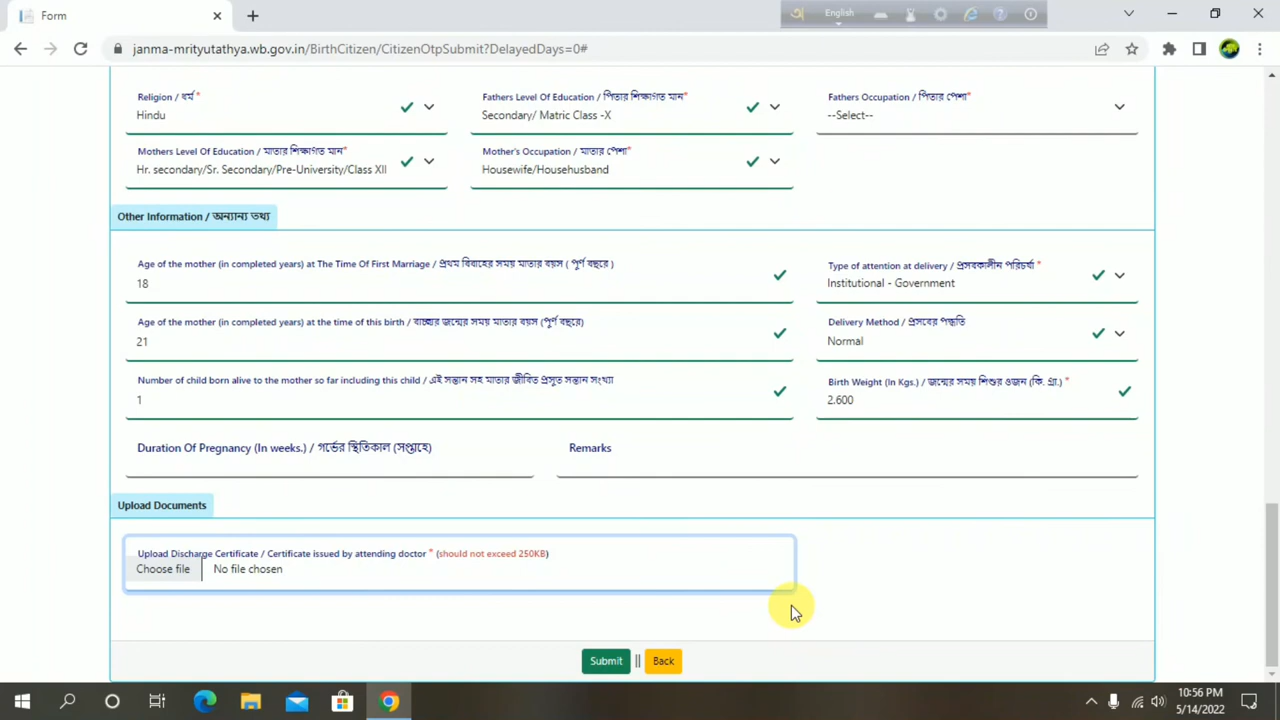 Form
English
janma-mrityutathya.wb.gov.in/BirthCitizen/CitizenOtpSubmit?DelayedDays=0#
Religion / ধর্ম *
Hindu
Fathers Level Of Education / পিতার শিক্ষাগত মান*
Secondary/ Matric Class -X
Fathers Occupation / পিতার পেশা*
--Select--
Mothers Level Of Education / মাতার শিক্ষাগত মান*
Hr. secondary/Sr. Secondary/Pre-University/Class XII
Mother's Occupation / মাতার পেশা*
Housewife/Househusband
Other Information / অন্যান্য তথ্য
Age of the mother (in completed years) at The Time Of First Marriage / প্রথম বিবাহের সময় মাতার বয়স ( পূর্ণ বছরে )
18
Type of attention at delivery / প্রসবকালীন পরিচর্যা *
Institutional - Government
Age of the mother (in completed years) at the time of this birth / বাচ্চার জন্মের সময় মাতার বয়স (পূর্ণ বছরে)
21
Delivery Method / প্রসবের পদ্ধতি
Normal
Number of child born alive to the mother so far including this child / এই সন্তান সহ মাতার জীবিত প্রসূত সন্তান সংখ্যা
1
Birth Weight (In Kgs.) / জন্মের সময় শিশুর ওজন (কি. গ্রা.) *
2.600
Duration Of Pregnancy (In weeks.) / গর্ভের স্থিতিকাল (সপ্তাহে)
Remarks
Upload Documents
Upload Discharge Certificate / Certificate issued by attending doctor * (should not exceed 250KB)
Choose file
No file chosen
Submit || Back
10:56 PM
5/14/2022